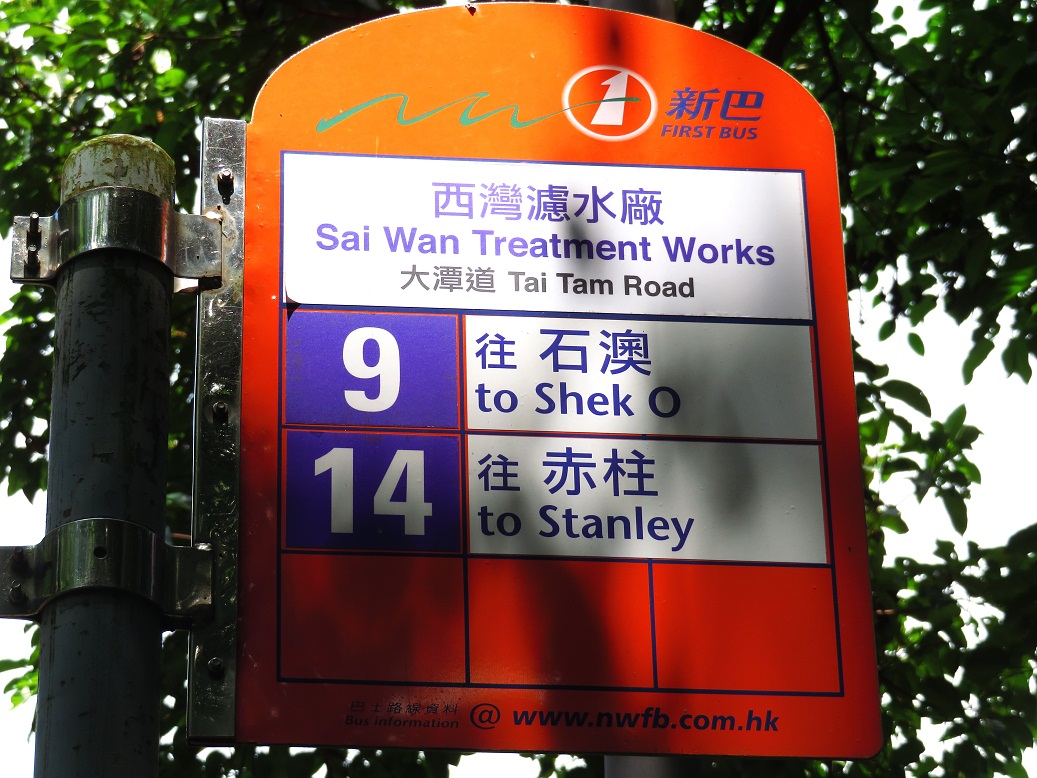 新巴
FIRST BUS
西灣濾水廠
Sai Wan Treatment Works
大潭道 Tai Tam Road
9 往 石澳
to Shek O
14 往 赤柱
to Stanley
巴士路線資料
Bus information @ www.nwfb.com.hk